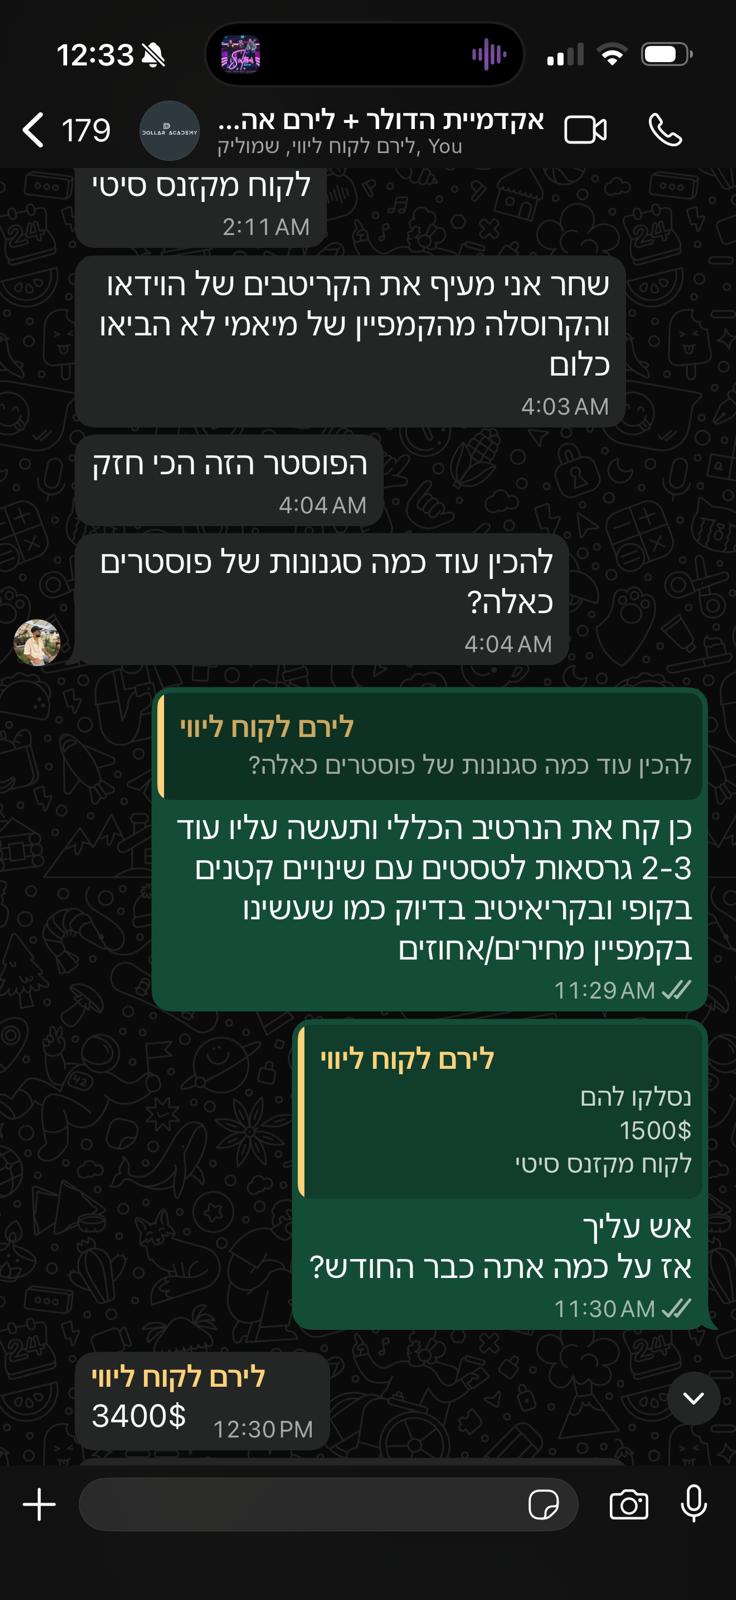 12:33
179
DOLLAR ACADEMY
אקדמיית הדולר + לירם אה...
לירם לקוח ליווי, שמוליק, You
לקוח מקזנס סיטי
2:11 AM
שחר אני מעיף את הקריטבים של הוידאו
והקרוסלה מהקמפיין של מיאמי לא הביאו
כלום
4:03 AM
הפוסטר הזה הכי חזק
4:04 AM
להכין עוד כמה סגנונות של פוסטרים
כאלה?
4:04 AM
לירם לקוח ליווי
להכין עוד כמה סגנונות של פוסטרים כאלה?
כן קח את הנרטיב הכללי ותעשה עליו עוד
2-3 גרסאות לטסטים עם שינויים קטנים
בקופי ובקריאיטיב בדיוק כמו שעשינו
בקמפיין מחירים/אחוזים
11:29 AM
לירם לקוח ליווי
נסלקו להם
1500$
לקוח מקזנס סיטי
אש עליך
אז על כמה אתה כבר החודש?
11:30 AM
לירם לקוח ליווי
3400$ 12:30 PM